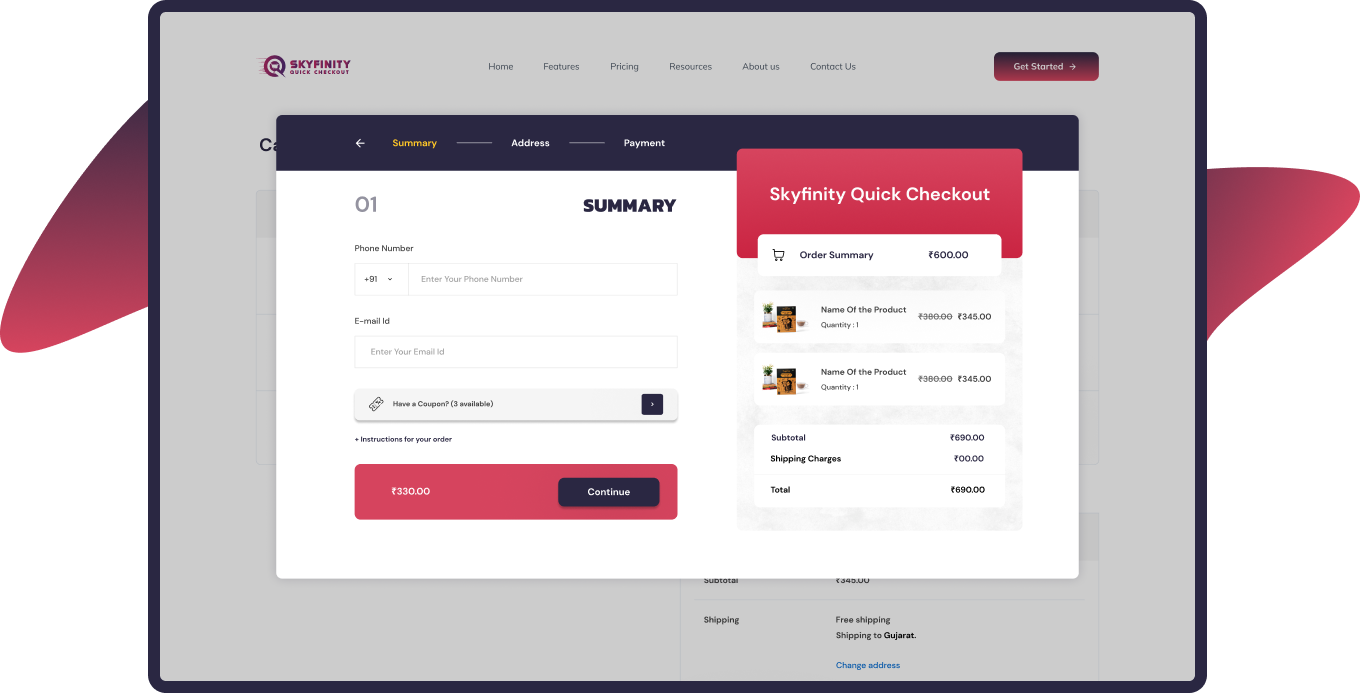 SKYFINITY
QUICK CHECKOUT
Home Features Pricing Resources About us Contact Us
Get Started →
Ca
← Summary Address Payment
01 SUMMARY
Phone Number
+91 Enter Your Phone Number
E-mail Id
Enter Your Email Id
Have a Coupon? (3 available)
+ Instructions for your order
₹330.00 Continue
Skyfinity Quick Checkout
Order Summary ₹600.00
Name Of the Product
Quantity : 1
₹380.00 ₹345.00
Name Of the Product
Quantity : 1
₹380.00 ₹345.00
Subtotal ₹690.00
Shipping Charges ₹00.00
Total ₹690.00
Subtotal ₹345.00
Shipping Free shipping
Shipping to Gujarat.
Change address